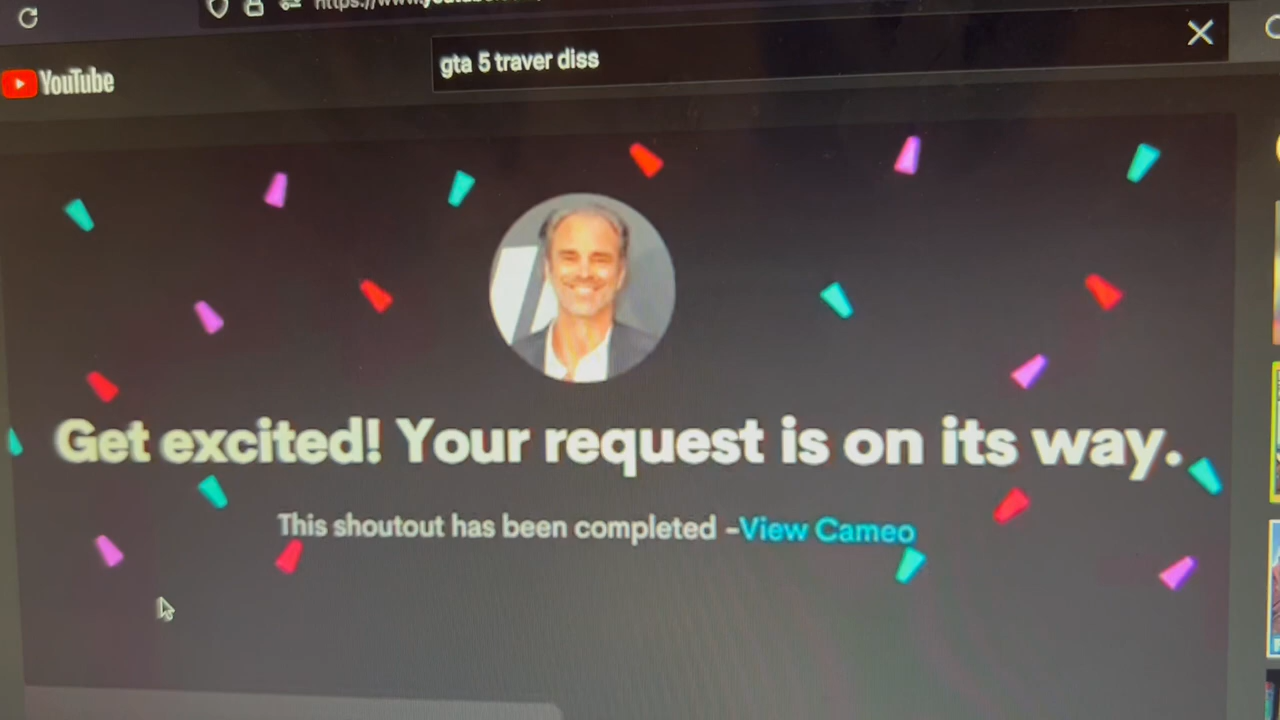 YouTube
gta 5 traver diss
Get excited! Your request is on its way.
This shoutout has been completed -View Cameo